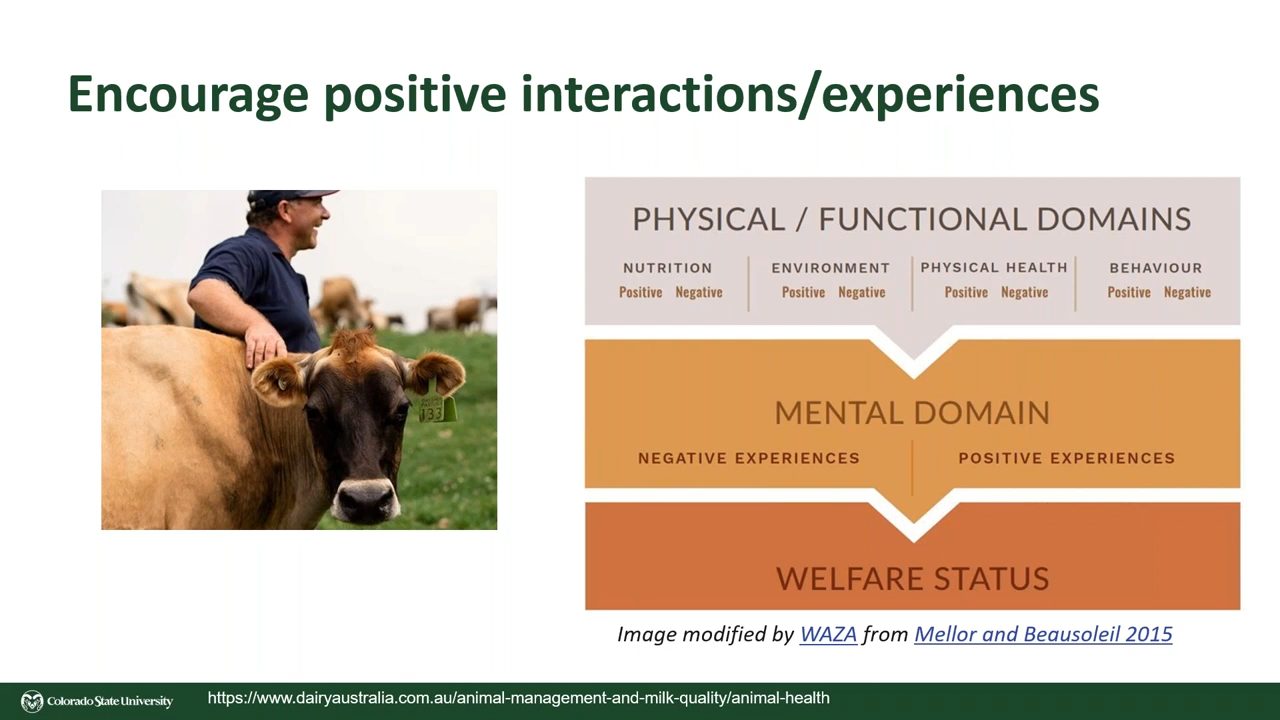 Encourage positive interactions/experiences
133
PHYSICAL / FUNCTIONAL DOMAINS
NUTRITION ENVIRONMENT PHYSICAL HEALTH BEHAVIOUR
Positive Negative Positive Negative Positive Negative Positive Negative
MENTAL DOMAIN
NEGATIVE EXPERIENCES POSITIVE EXPERIENCES
WELFARE STATUS
Image modified by WAZA from Mellor and Beausoleil 2015
Colorado State University
https://www.dairyaustralia.com.au/animal-management-and-milk-quality/animal-health